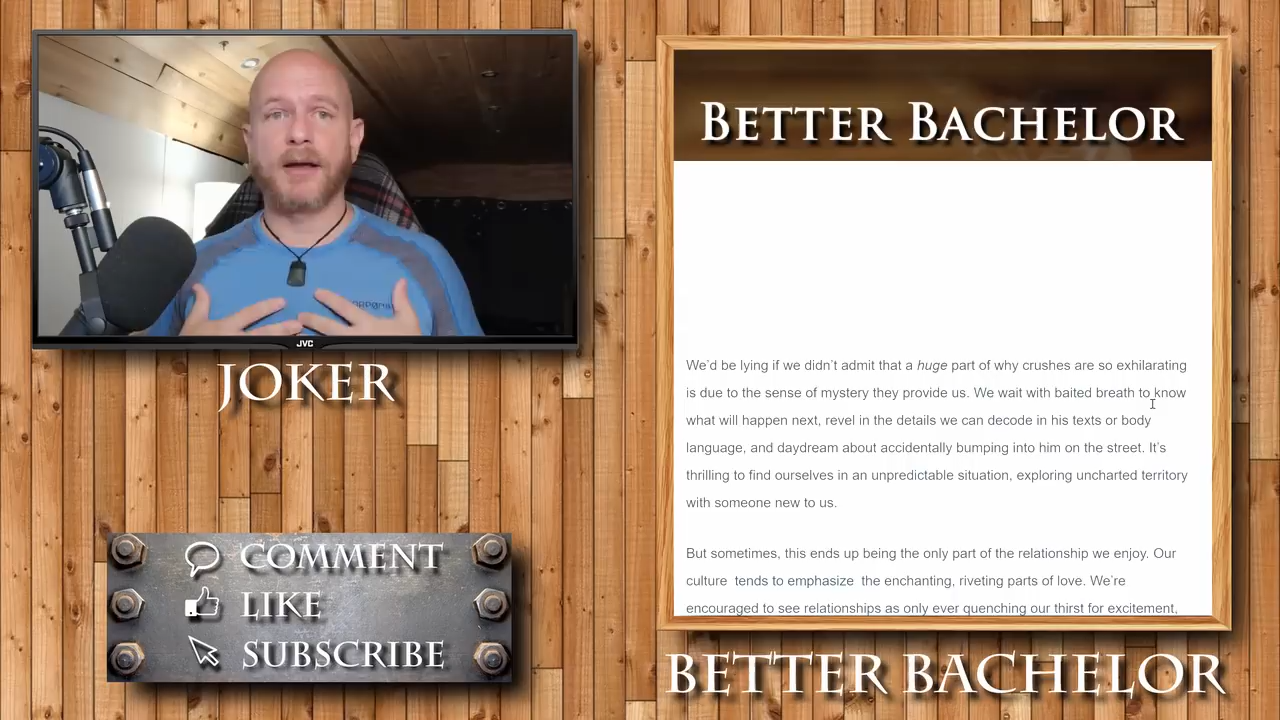 JVC
JOKER
COMMENT
LIKE
SUBSCRIBE
BETTER BACHELOR
We'd be lying if we didn't admit that a huge part of why crushes are so exhilarating
is due to the sense of mystery they provide us. We wait with baited breath to know
what will happen next, revel in the details we can decode in his texts or body
language, and daydream about accidentally bumping into him on the street. It's
thrilling to find ourselves in an unpredictable situation, exploring uncharted territory
with someone new to us.
But sometimes, this ends up being the only part of the relationship we enjoy. Our
culture tends to emphasize the enchanting, riveting parts of love. We're
encouraged to see relationships as only ever quenching our thirst for excitement,
BETTER BACHELOR